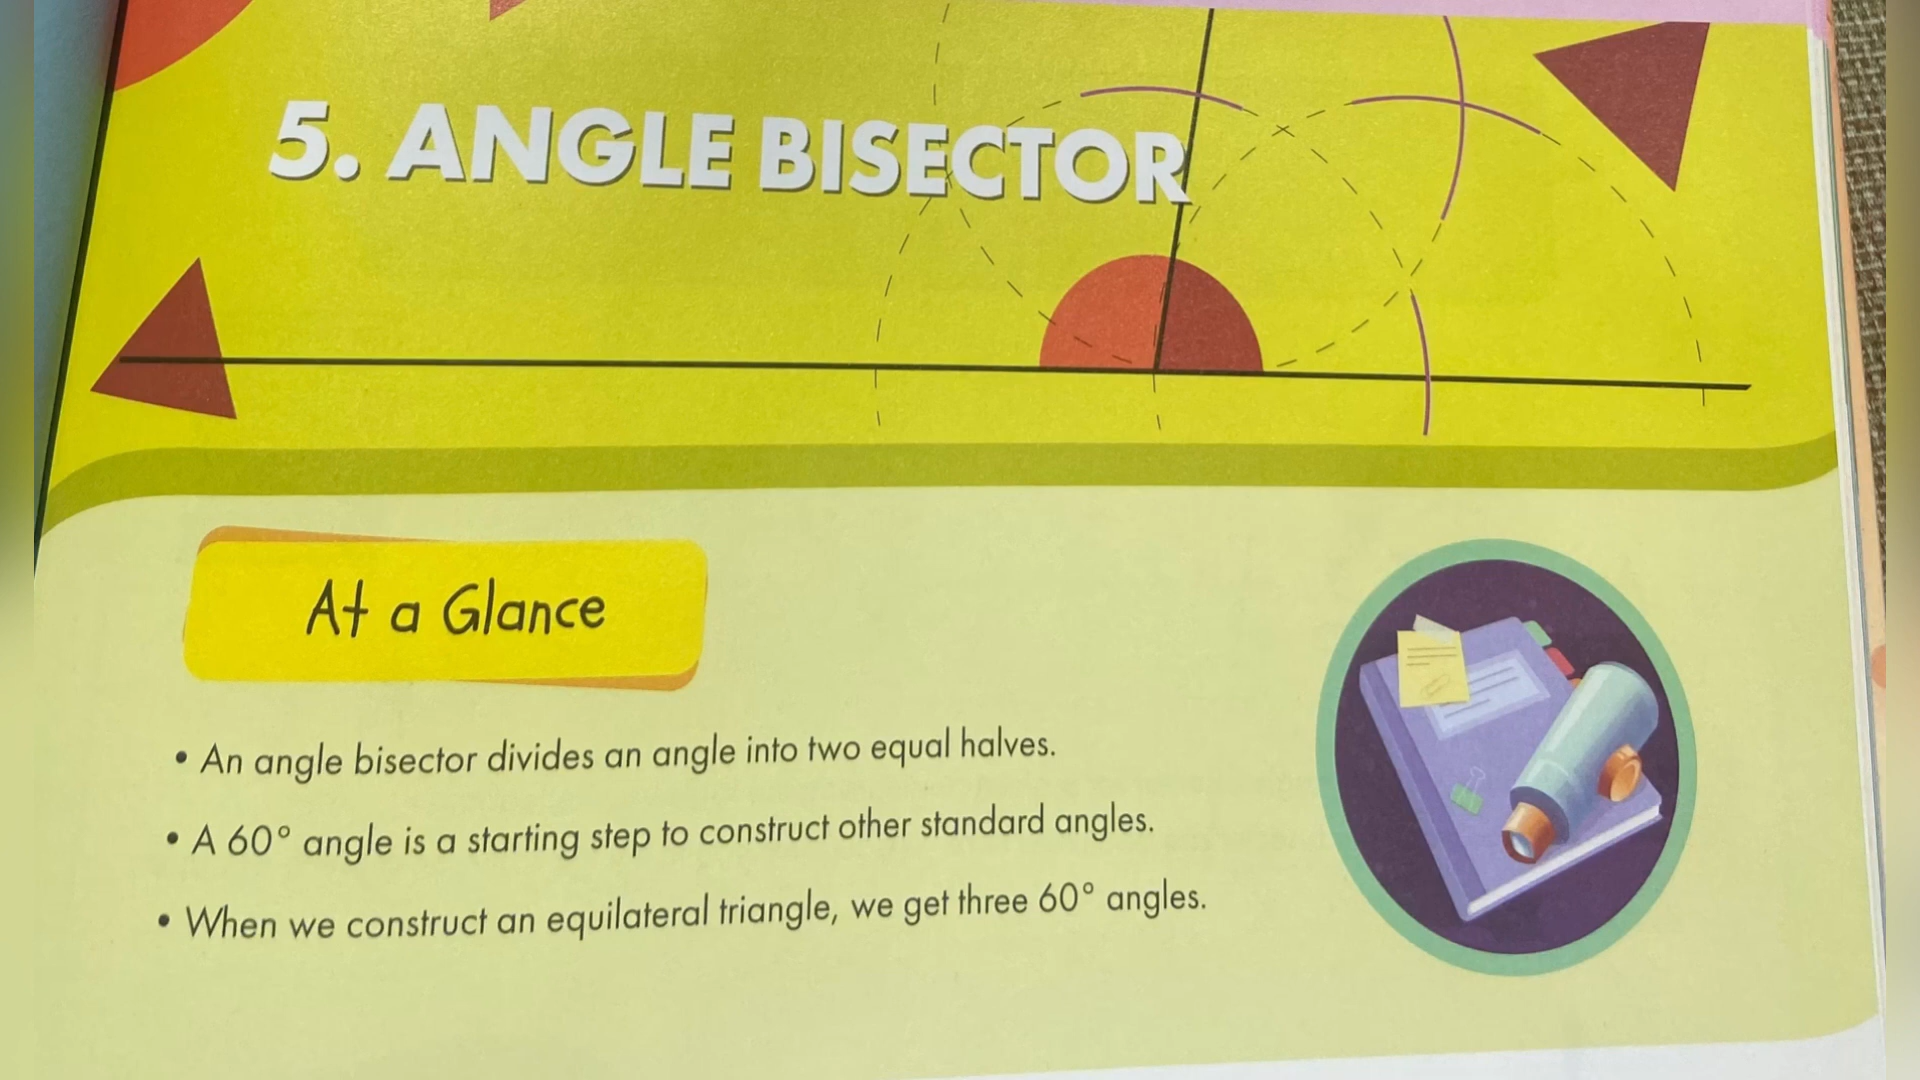 5. ANGLE BISECTOR
At a Glance
• An angle bisector divides an angle into two equal halves.
• A 60° angle is a starting step to construct other standard angles.
• When we construct an equilateral triangle, we get three 60° angles.